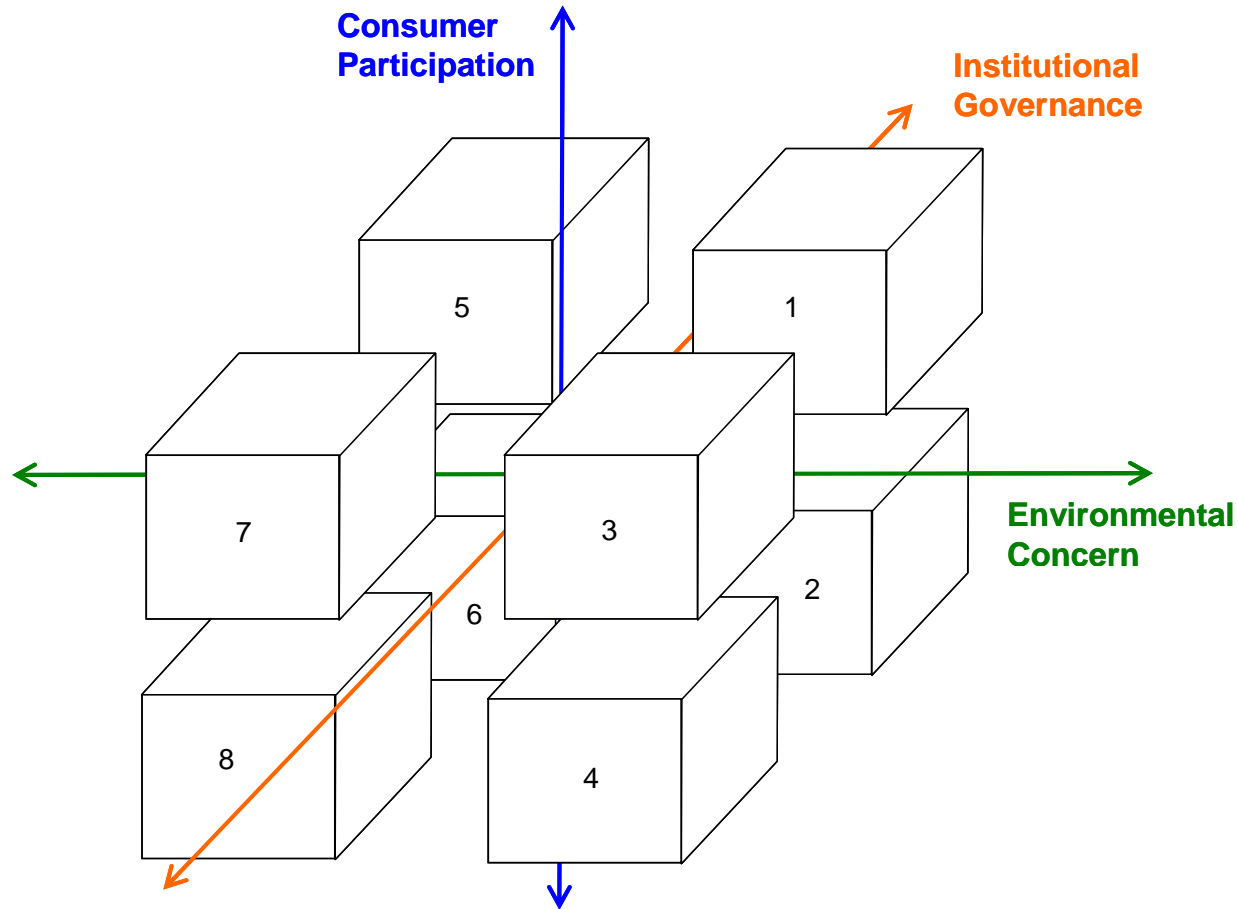 Consumer
Participation
Institutional
Governance
5
1
7
3
Environmental
Concern
6
2
8
4